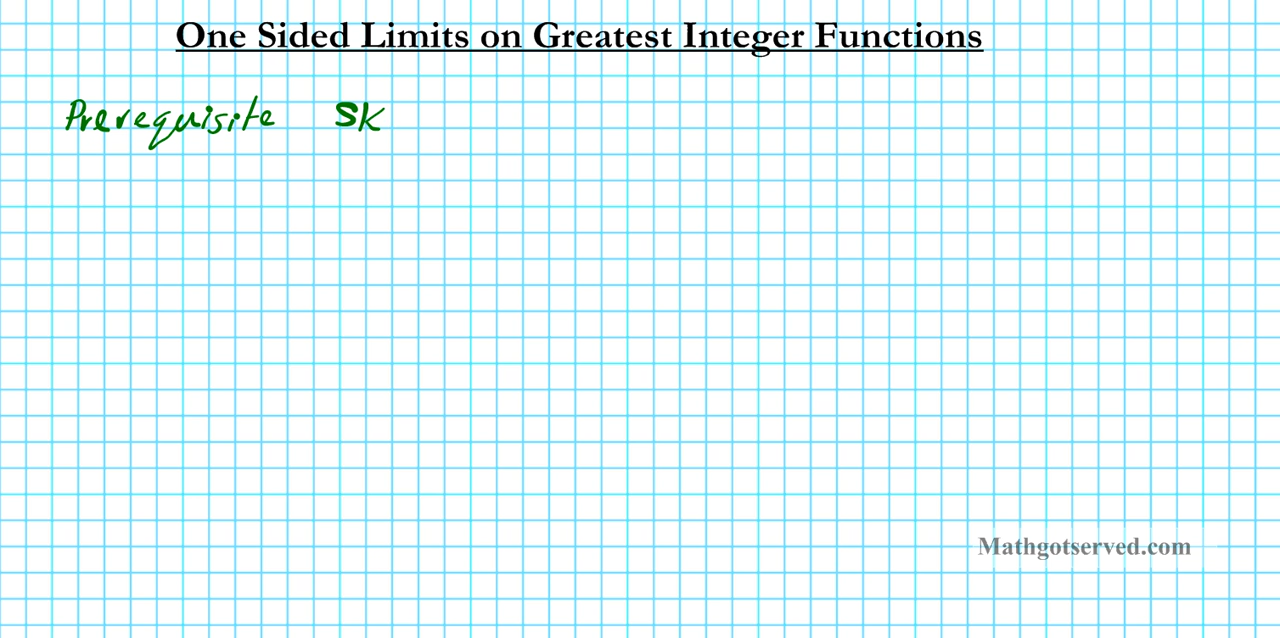 One Sided Limits on Greatest Integer Functions
Prerequisite SK
Mathgotserved.com